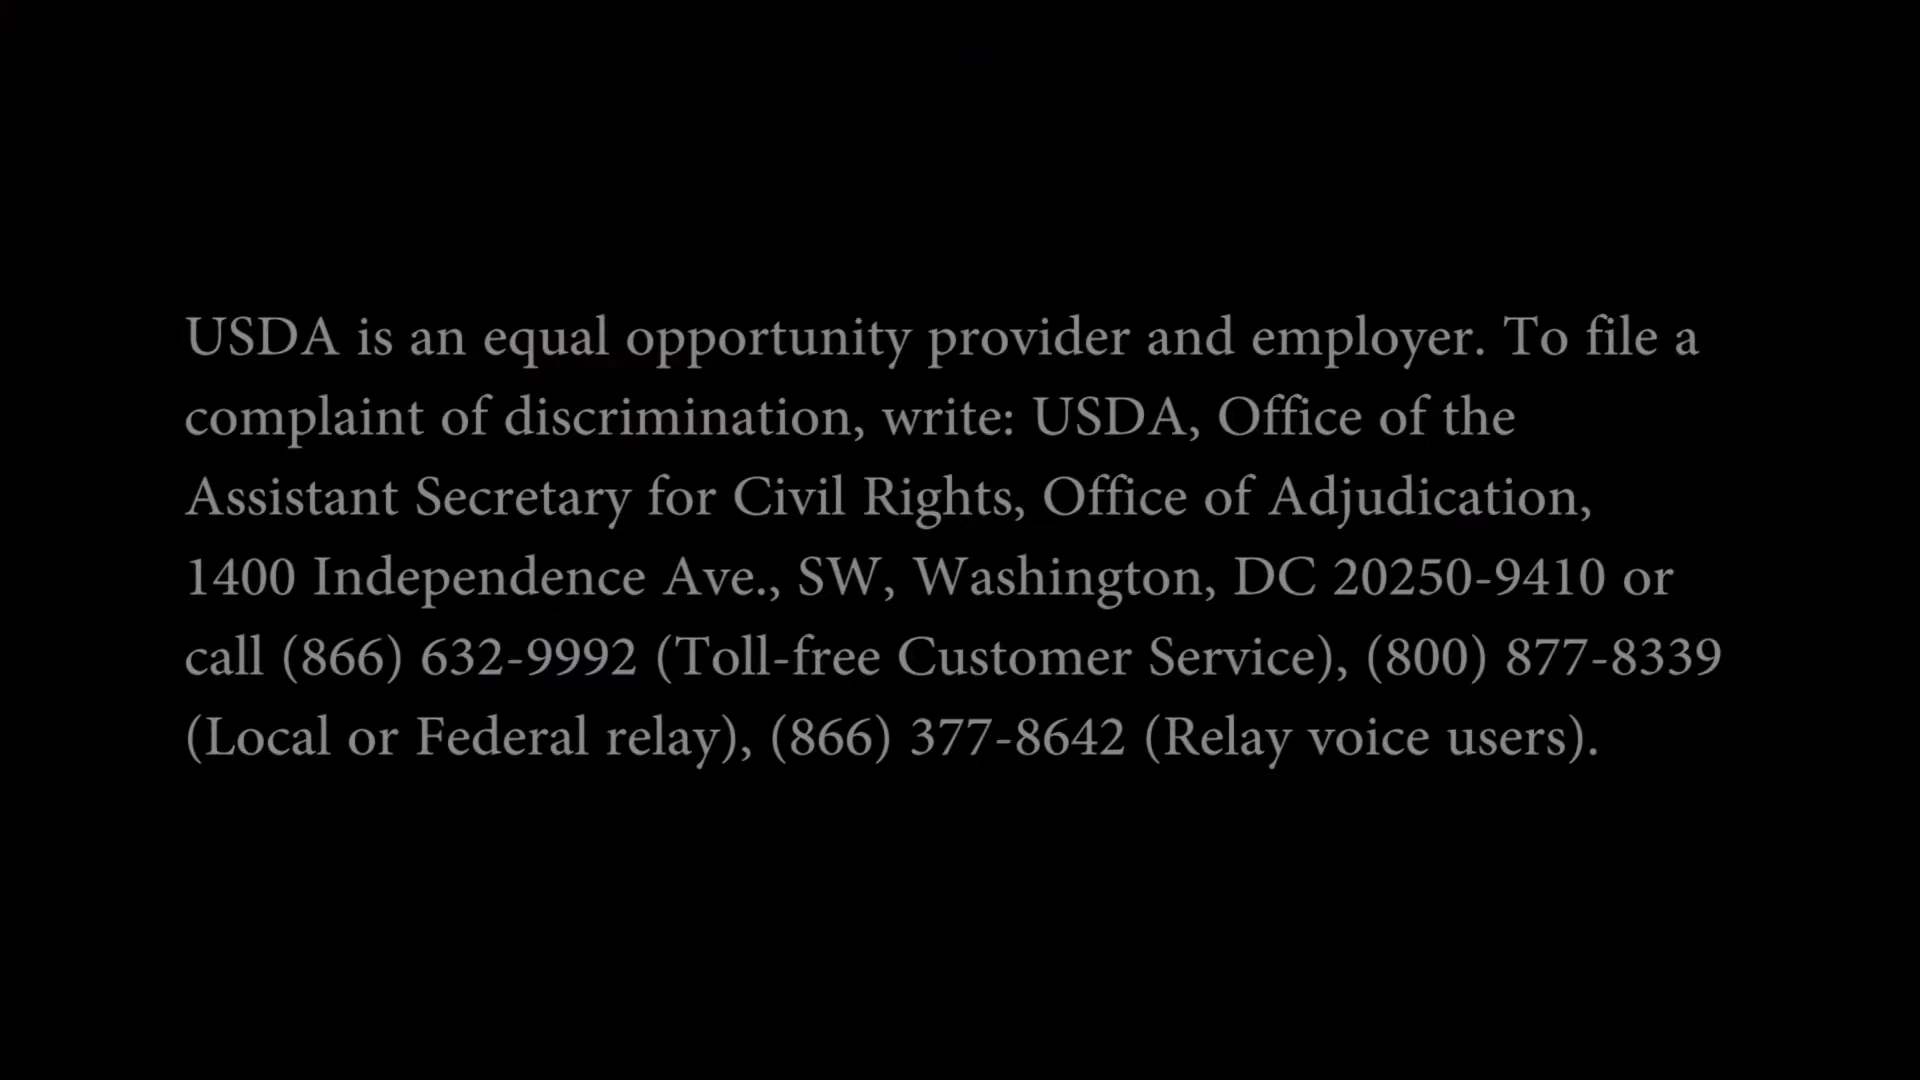 USDA is an equal opportunity provider and employer. To file a
complaint of discrimination, write: USDA, Office of the
Assistant Secretary for Civil Rights, Office of Adjudication,
1400 Independence Ave., SW, Washington, DC 20250-9410 or
call (866) 632-9992 (Toll-free Customer Service), (800) 877-8339
(Local or Federal relay), (866) 377-8642 (Relay voice users).